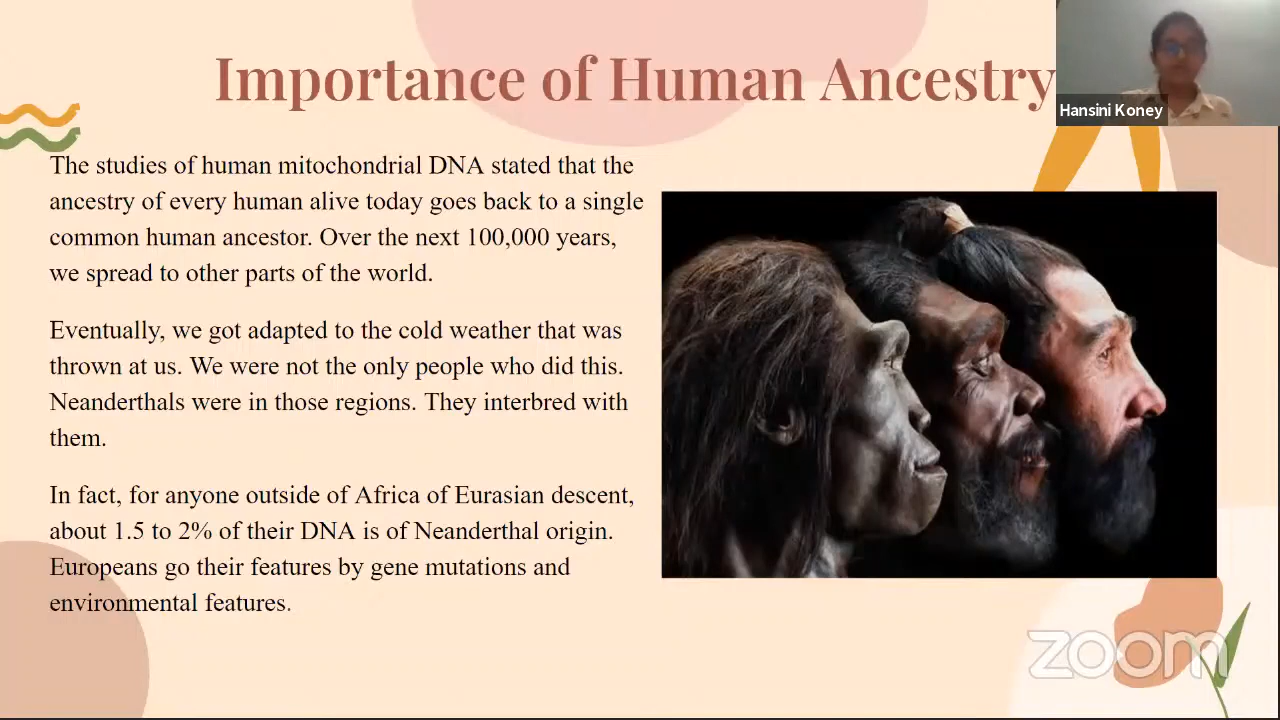 Importance of Human Ancestry
Hansini Koney
The studies of human mitochondrial DNA stated that the
ancestry of every human alive today goes back to a single
common human ancestor. Over the next 100,000 years,
we spread to other parts of the world.
Eventually, we got adapted to the cold weather that was
thrown at us. We were not the only people who did this.
Neanderthals were in those regions. They interbred with
them.
In fact, for anyone outside of Africa of Eurasian descent,
about 1.5 to 2% of their DNA is of Neanderthal origin.
Europeans go their features by gene mutations and
environmental features.
zoom